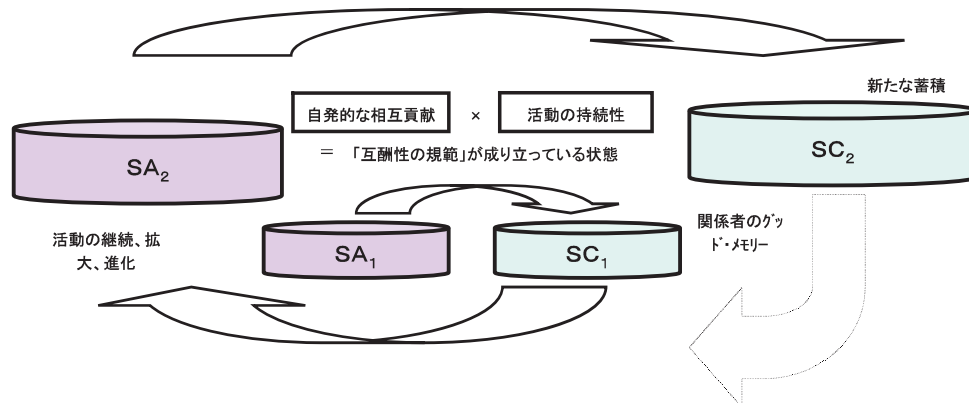 新たな蓄積
自発的な相互貢献 × 活動の持続性
SA₂
SC₂
= 「互酬性の規範」が成り立っている状態
活動の継続、拡
大、進化
SA₁
SC₁
関係者のｸﾞｯ
ﾄﾞ・ﾒﾓﾘｰ